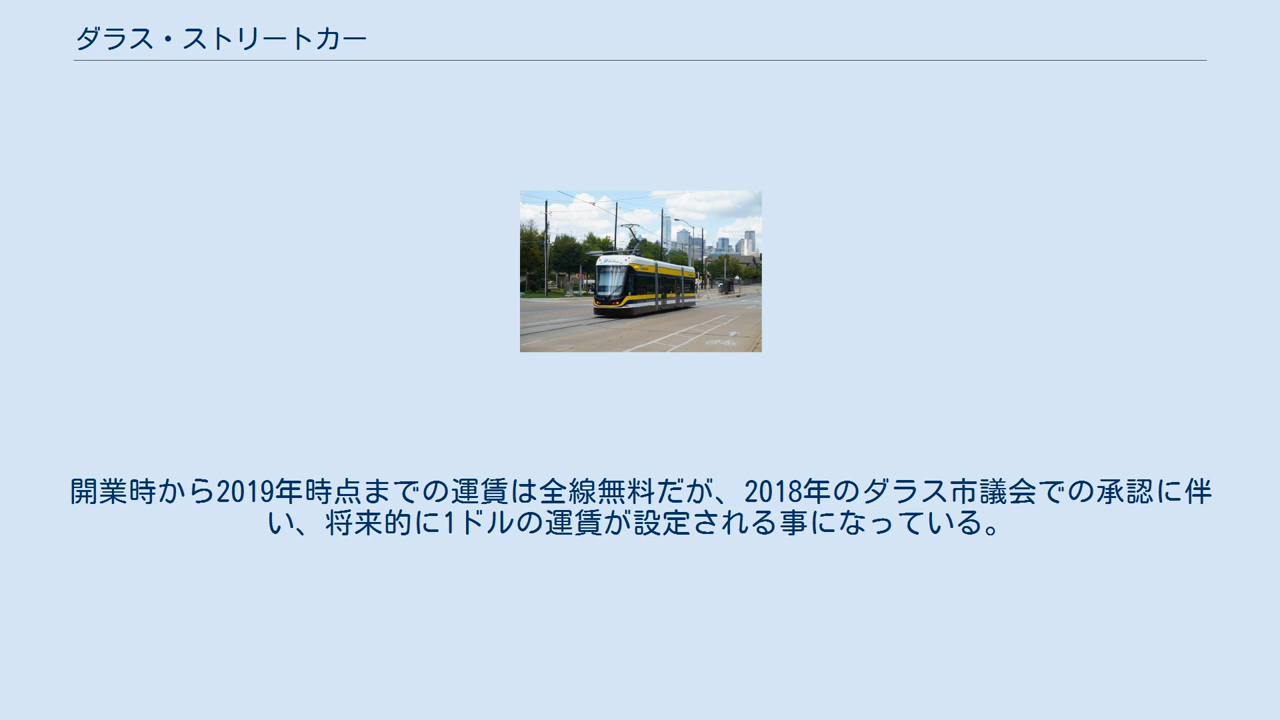 ダラス・ストリートカー
開業時から2019年時点までの運賃は全線無料だが、2018年のダラス市議会での承認に伴
い、将来的に1ドルの運賃が設定される事になっている。